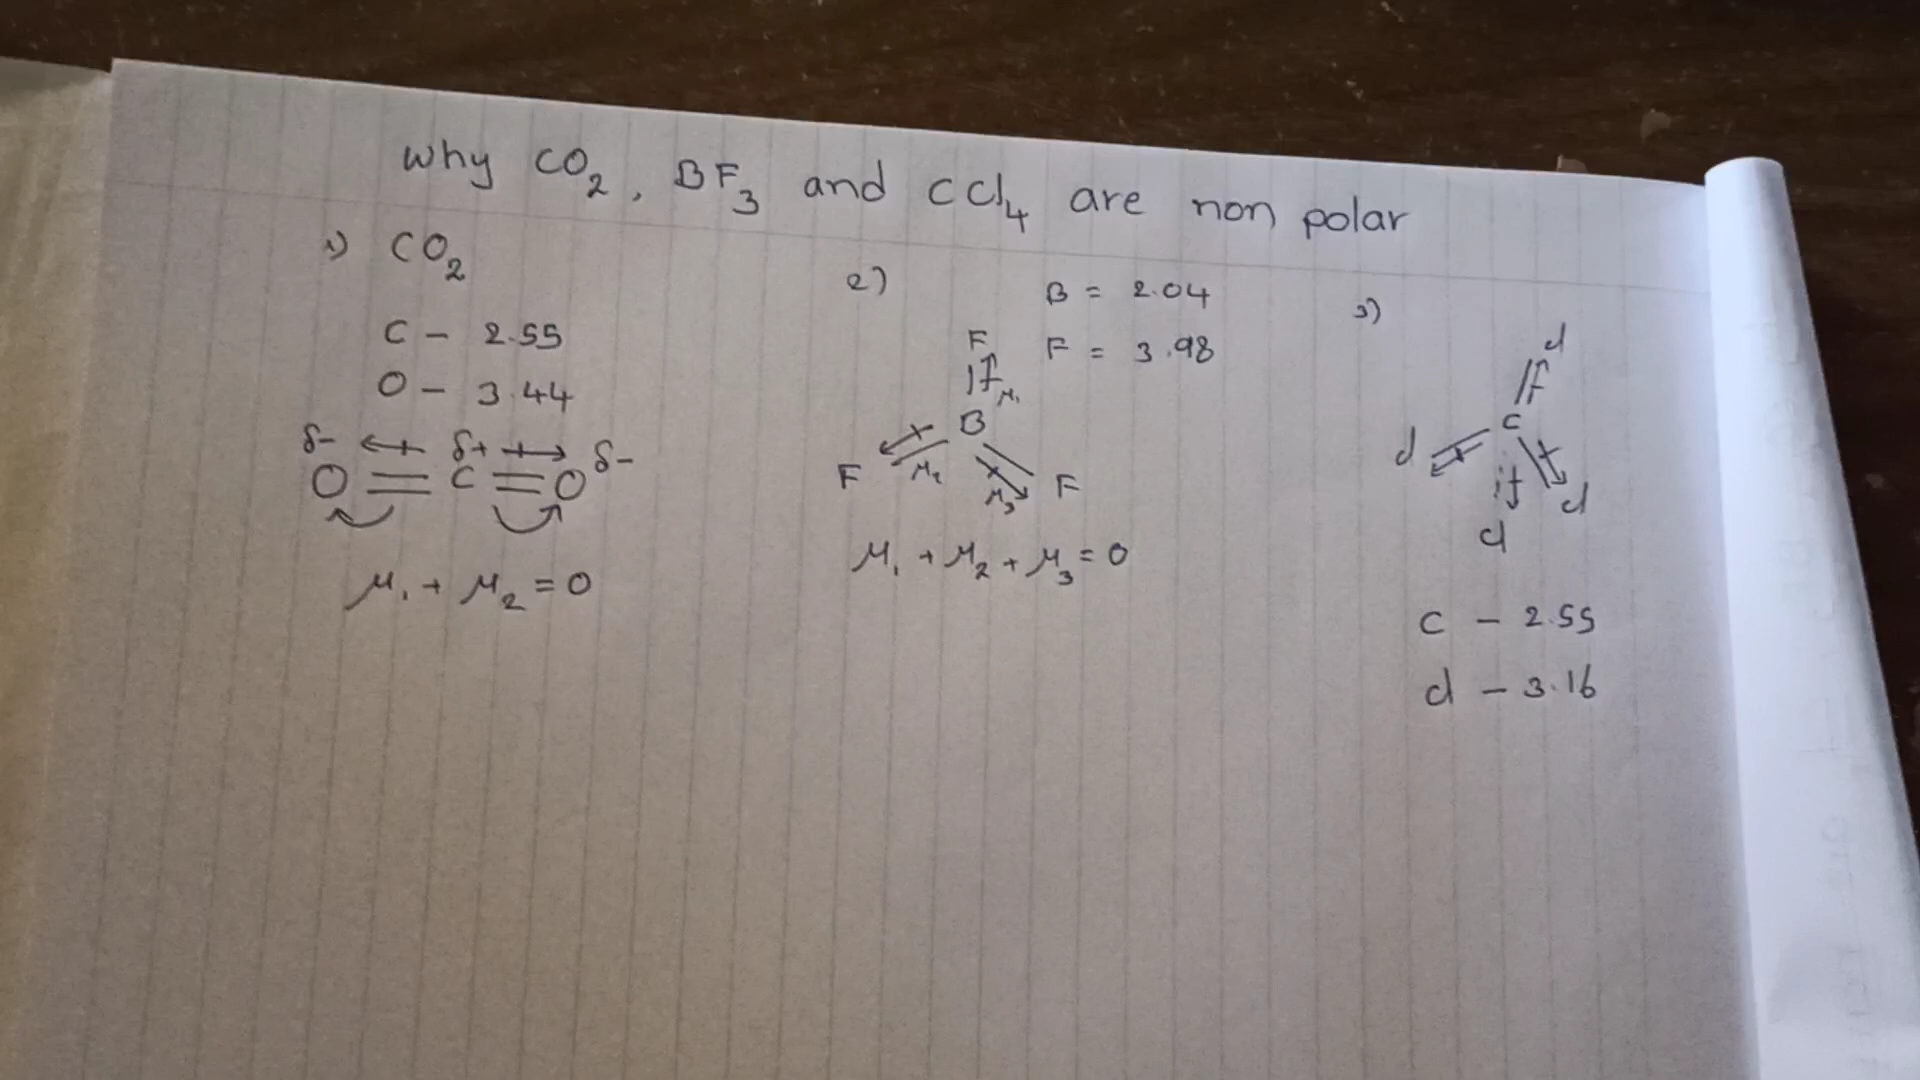 Why CO2, BF3 and CCl4 are non polar
1) CO2
C - 2.55
O - 3.44
δ- δ+ δ-
O = C = O
μ1 + μ2 = 0
2)
B = 2.04
F = 3.98
F
μ1
B
F μ2 μ3 F
μ1 + μ2 + μ3 = 0
3)
Cl
C
Cl
Cl
Cl
C - 2.55
Cl - 3.16